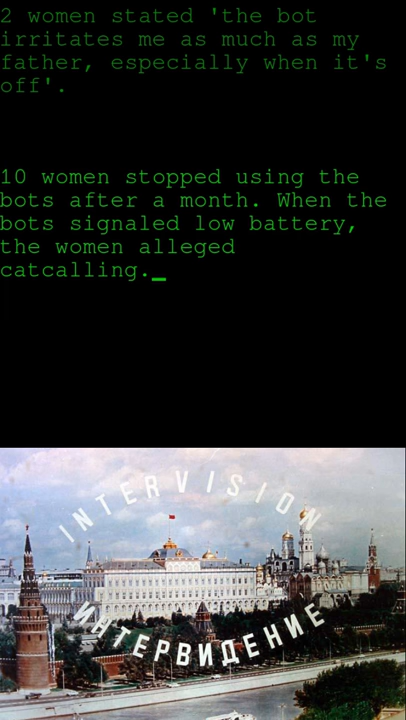 2 women stated 'the bot
irritates me as much as my
father, especially when it's
off'.
10 women stopped using the
bots after a month. When the
bots signaled low battery,
the women alleged
catcalling._
INTERVISION
ИНТЕРВИДЕНИЕ